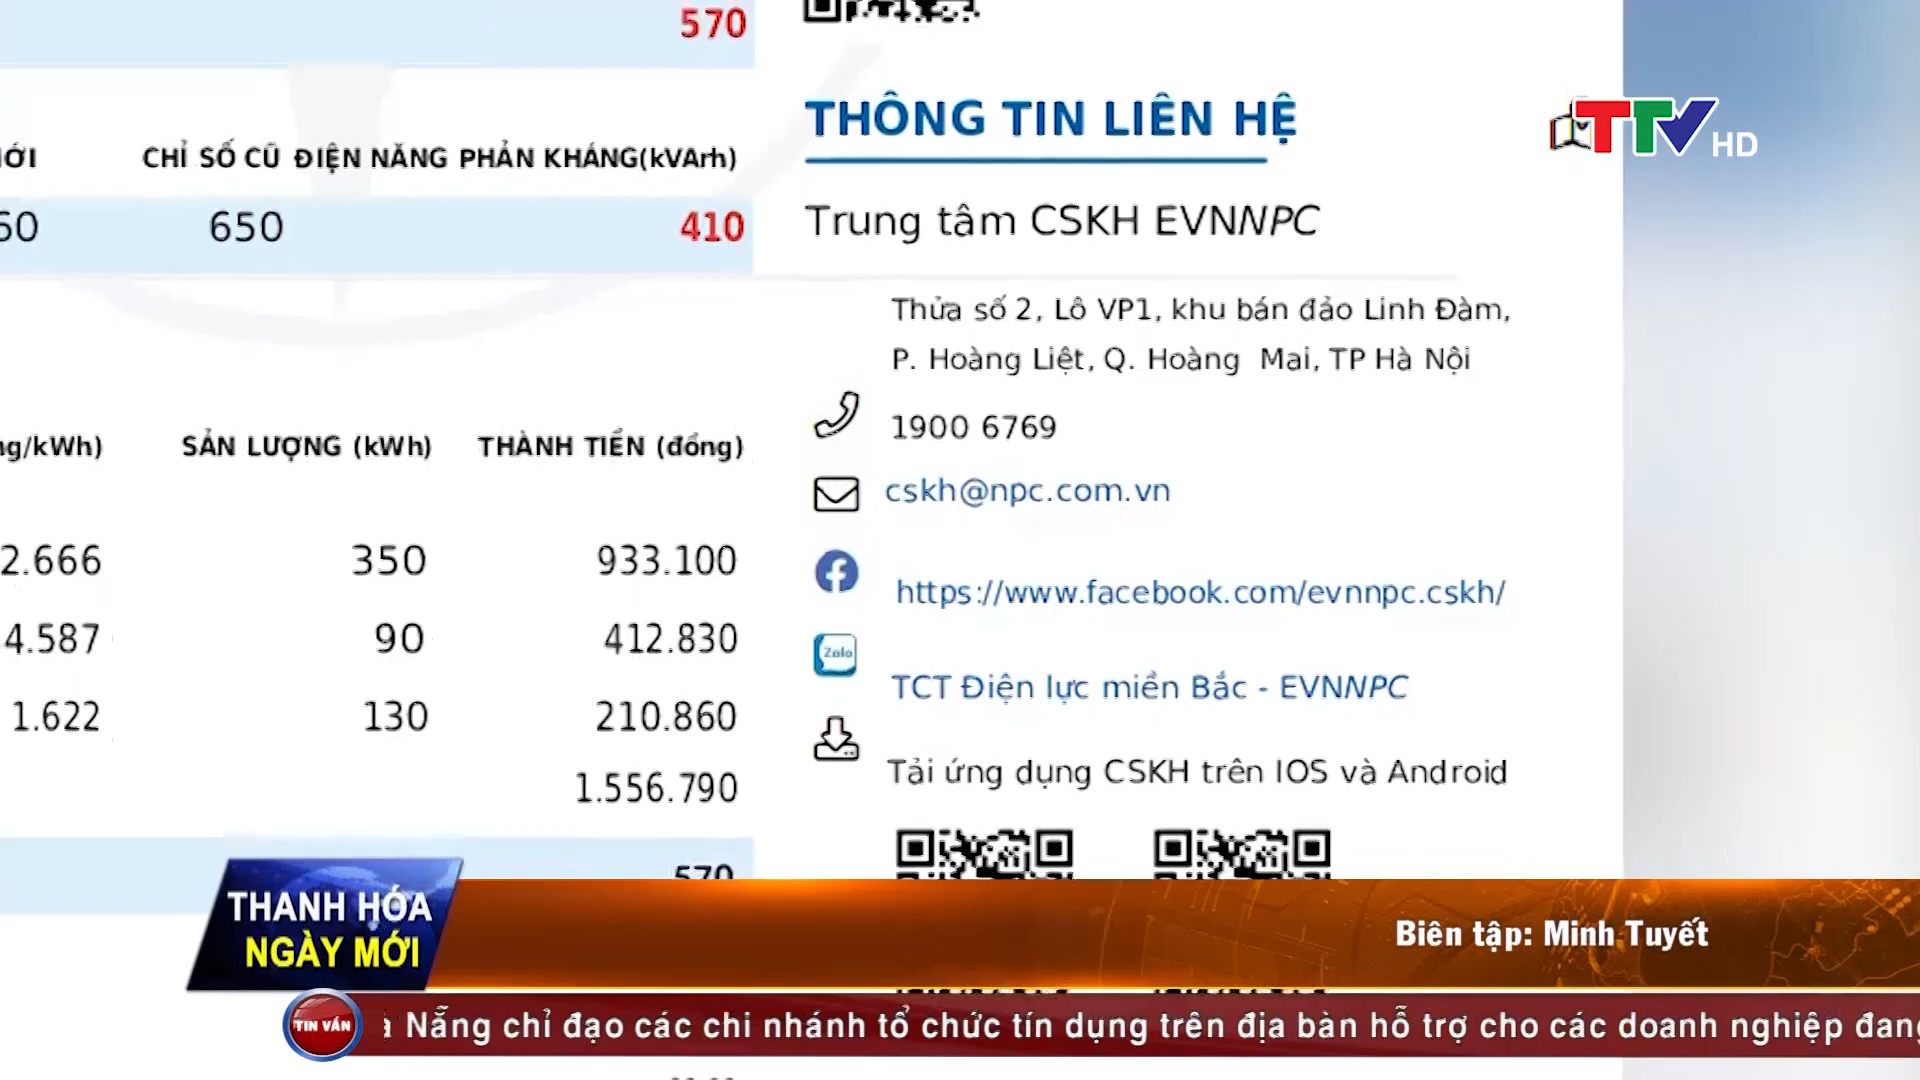 570
CHỈ SỐ CŨ ĐIỆN NĂNG PHẢN KHÁNG(kVArh)
650
410
SẢN LƯỢNG (kWh) THÀNH TIỀN (đồng)
2.666 350 933.100
4.587 90 412.830
1.622 130 210.860
1.556.790
570
THÔNG TIN LIÊN HỆ
Trung tâm CSKH EVNNPC
Thửa số 2, Lô VP1, khu bán đảo Linh Đàm,
P. Hoàng Liệt, Q. Hoàng Mai, TP Hà Nội
1900 6769
cskh@npc.com.vn
https://www.facebook.com/evnnpc.cskh/
Zalo
TCT Điện lực miền Bắc - EVNNPC
Tải ứng dụng CSKH trên IOS và Android
TTV HD
THANH HÓA
NGÀY MỚI
Biên tập: Minh Tuyết
TIN VẮN
Nẵng chỉ đạo các chi nhánh tổ chức tín dụng trên địa bàn hỗ trợ cho các doanh nghiệp đang